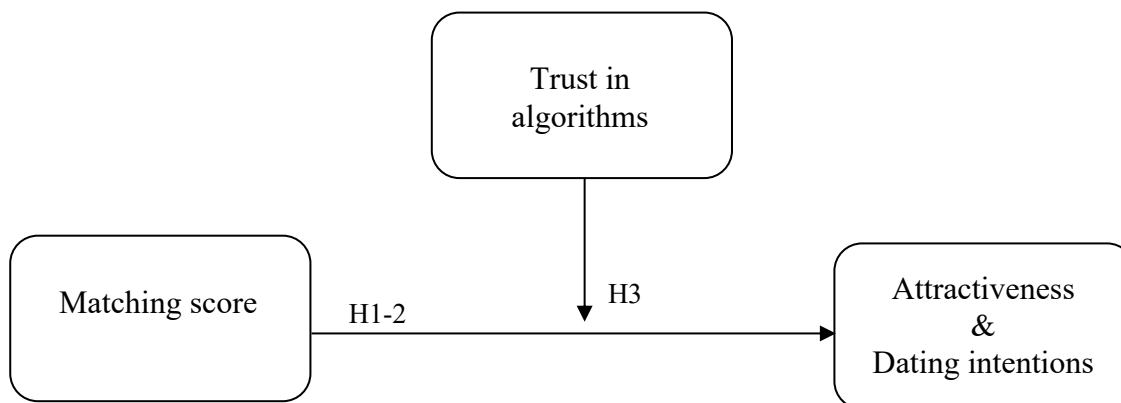 Trust in
algorithms
Matching score
H1-2
H3
Attractiveness
&
Dating intentions